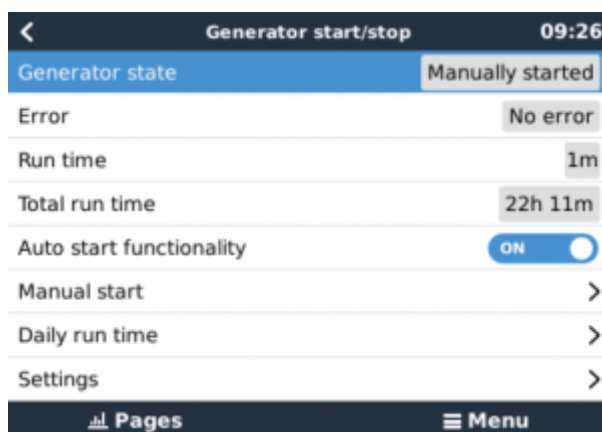 Generator start/stop 09:26
Generator state Manually started
Error No error
Run time 1m
Total run time 22h 11m
Auto start functionality ON
Manual start
Daily run time
Settings
Pages Menu